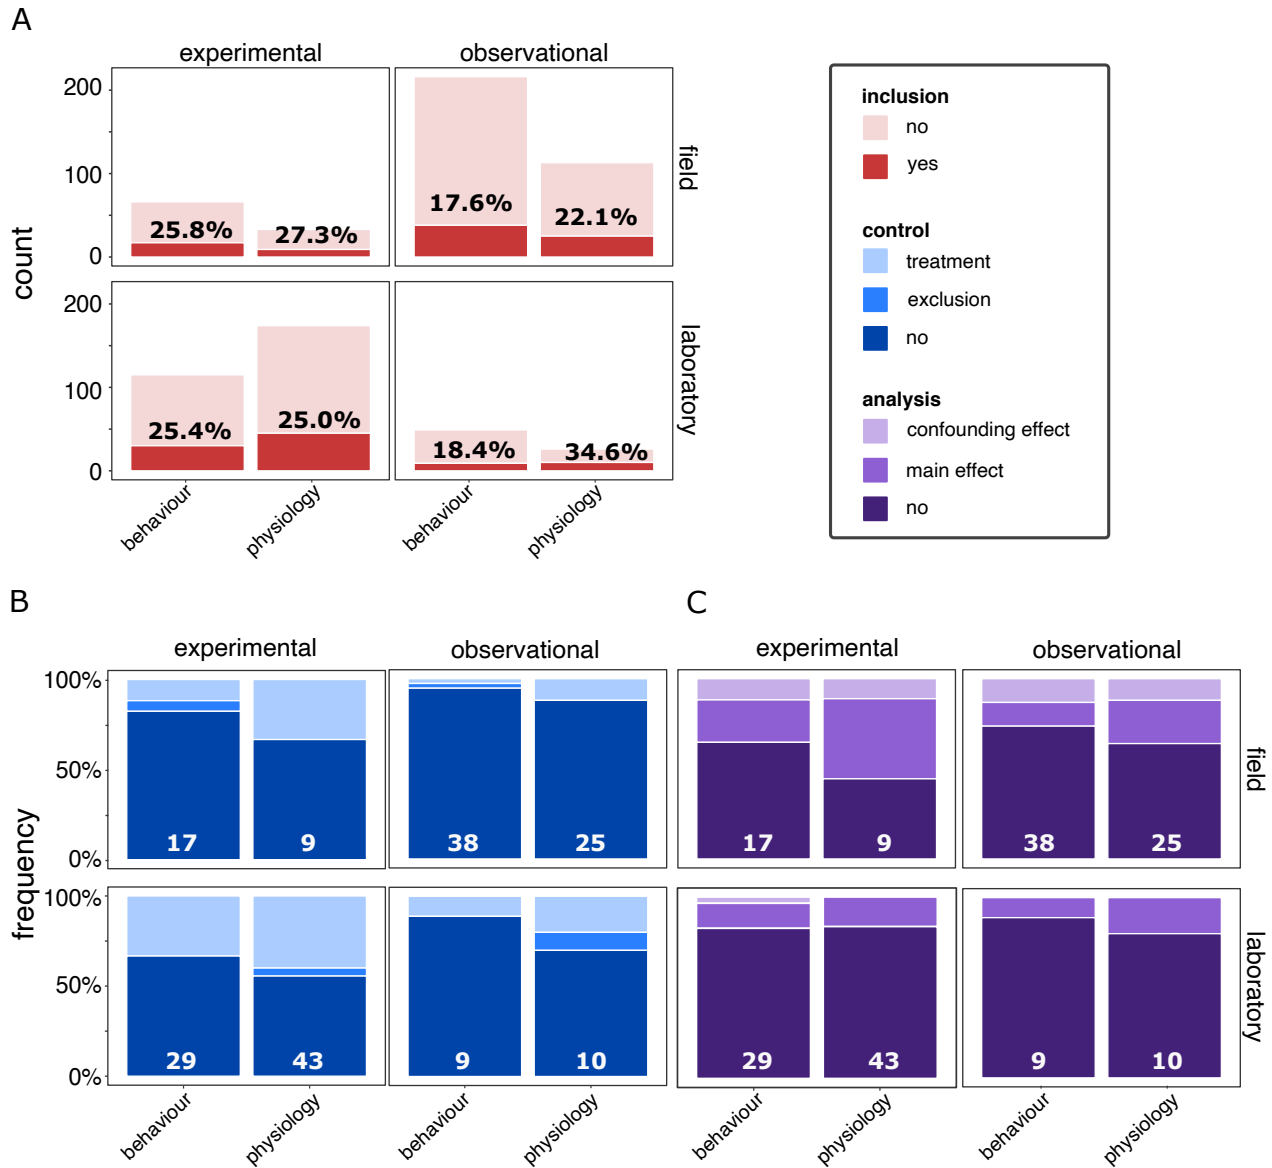 A
experimental
observational
200
100
0
25.8%
27.3%
17.6%
22.1%
field
count
200
100
0
25.4%
25.0%
18.4%
34.6%
laboratory
behaviour
physiology
behaviour
physiology
inclusion
no
yes
control
treatment
exclusion
no
analysis
confounding effect
main effect
no
B
experimental
observational
100%
50%
0%
17
9
38
25
frequency
100%
50%
0%
29
43
9
10
behaviour
physiology
behaviour
physiology
C
experimental
observational
17
9
38
25
field
29
43
9
10
laboratory
behaviour
physiology
behaviour
physiology